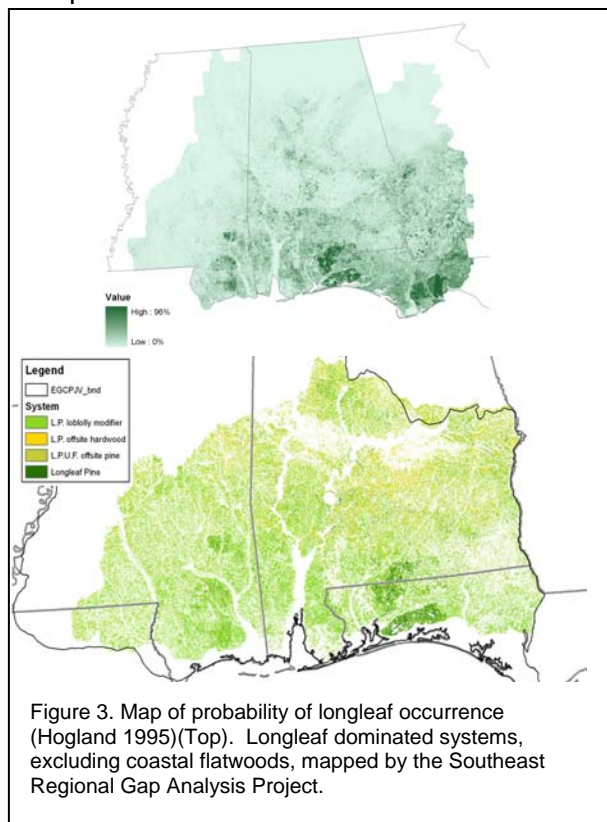 Value
High : 96%
Low : 0%
Legend
EGCPJV_bnd
System
L.P. loblolly modifier
L.P. offsite hardwood
L.P.U.F. offsite pine
Longleaf Pine
Figure 3. Map of probability of longleaf occurrence
(Hogland 1995)(Top).  Longleaf dominated systems,
excluding coastal flatwoods, mapped by the Southeast
Regional Gap Analysis Project.